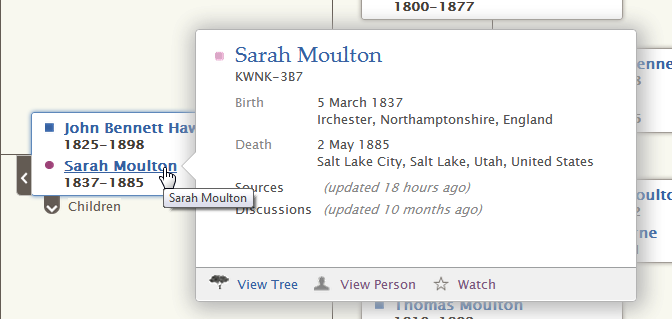 1800–1877
Sarah Moulton
KWNK-3B7
Birth 5 March 1837
Irchester, Northamptonshire, England
Death 2 May 1885
Salt Lake City, Salt Lake, Utah, United States
Sources (updated 18 hours ago)
Discussions (updated 10 months ago)
View Tree View Person Watch
John Bennett Haw
1825–1898
Sarah Moulton
1837–1885
Sarah Moulton
Children
Thomas Moulton